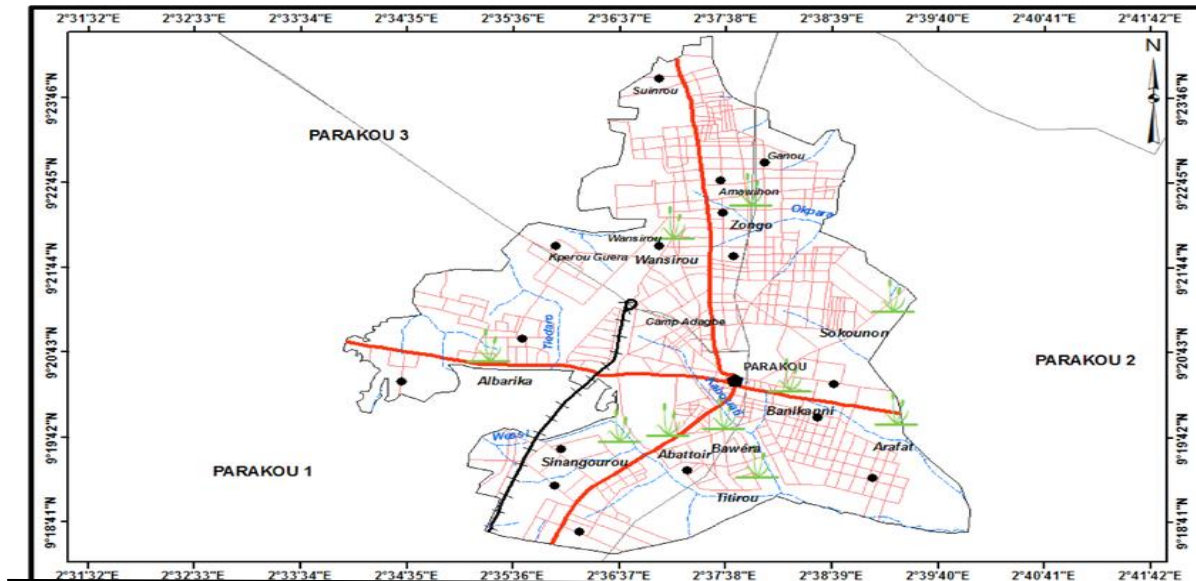 2°31'32"E 2°32'33"E 2°33'34"E 2°34'35"E 2°35'36"E 2°36'37"E 2°37'38"E 2°38'39"E 2°39'40"E 2°40'41"E 2°41'42"E
N
9°23'6"N 9°23'6"N
Suinrou
PARAKOU 3
Ganou
9°22'45"N 9°22'45"N
Amawihon
Okpara
Zongo
Wansirou
Kperou Guera Wansirou
9°21'44"N 9°21'44"N
Camp Adagbe
Sokounon
Tiedaro
9°20'43"N 9°20'43"N
PARAKOU
PARAKOU 2
Albarika
Kabouati
Banikanni
9°19'42"N 9°19'42"N
Arafat
Bawéra
Abattoir
Sinangourou
PARAKOU 1
Titirou
9°18'41"N 9°18'41"N
2°31'32"E 2°32'33"E 2°33'34"E 2°34'35"E 2°35'36"E 2°36'37"E 2°37'38"E 2°38'39"E 2°39'40"E 2°40'41"E 2°41'42"E